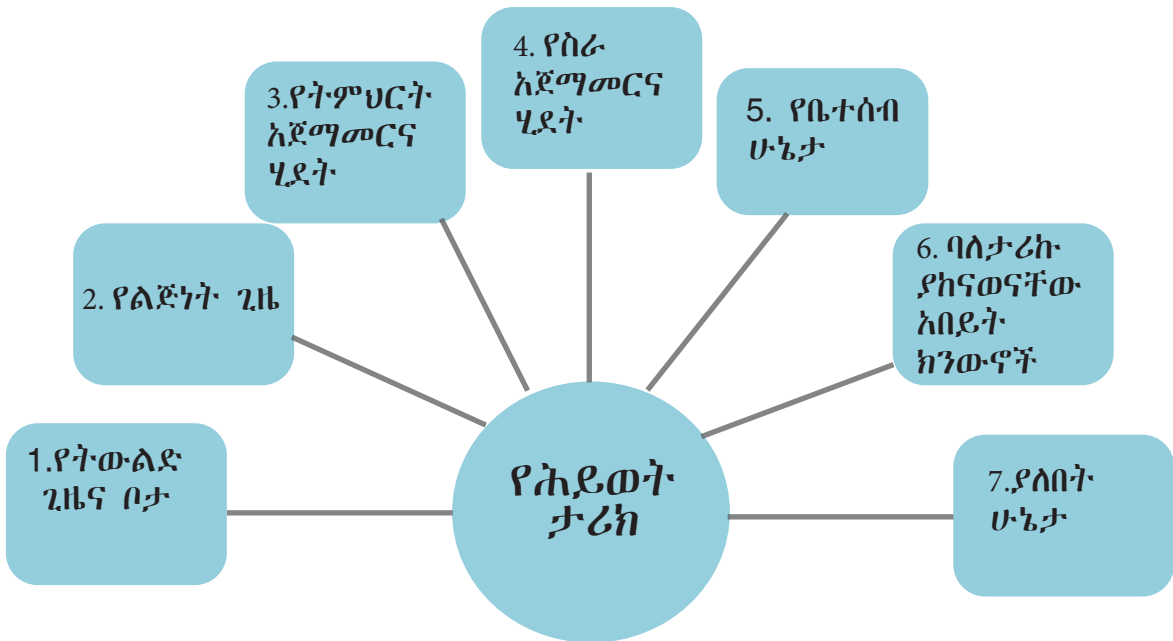 1.የትውልድ
ጊዜና ቦታ
2. የልጅነት ጊዜ
3.የትምህርት
አጀማመርና
ሂደት
4. የስራ
አጀማመርና
ሂደት
5. የቤተሰብ
ሁኔታ
6. ባለታሪኩ
ያከናወናቸው
አበይት
ክንውኖች
7.ያለበት
ሁኔታ
የሕይወት
ታሪክ